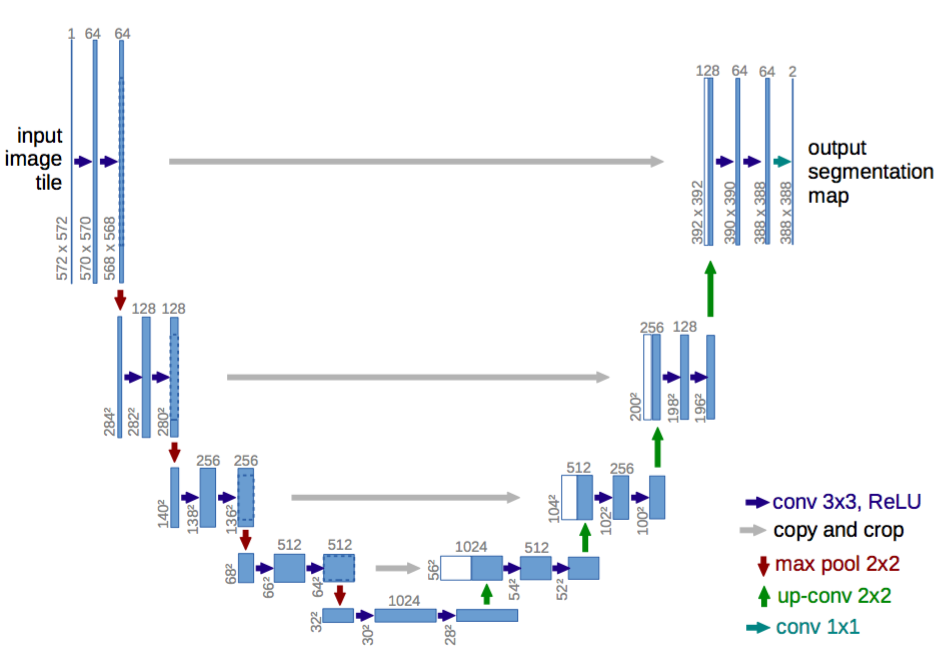 1 64 64
128 64 64 2
input
image
tile
output
segmentation
map
572 x 572
570 x 570
568 x 568
392 x 392
390 x 390
388 x 388
388 x 388
128 128
256 128
284²
282²
280²
200²
198²
196²
256 256
512 256
140²
138²
136²
104²
102²
100²
conv 3x3, ReLU
copy and crop
max pool 2x2
up-conv 2x2
conv 1x1
512 512
1024 512
68²
66²
64²
56²
54²
52²
1024
32²
30²
28²